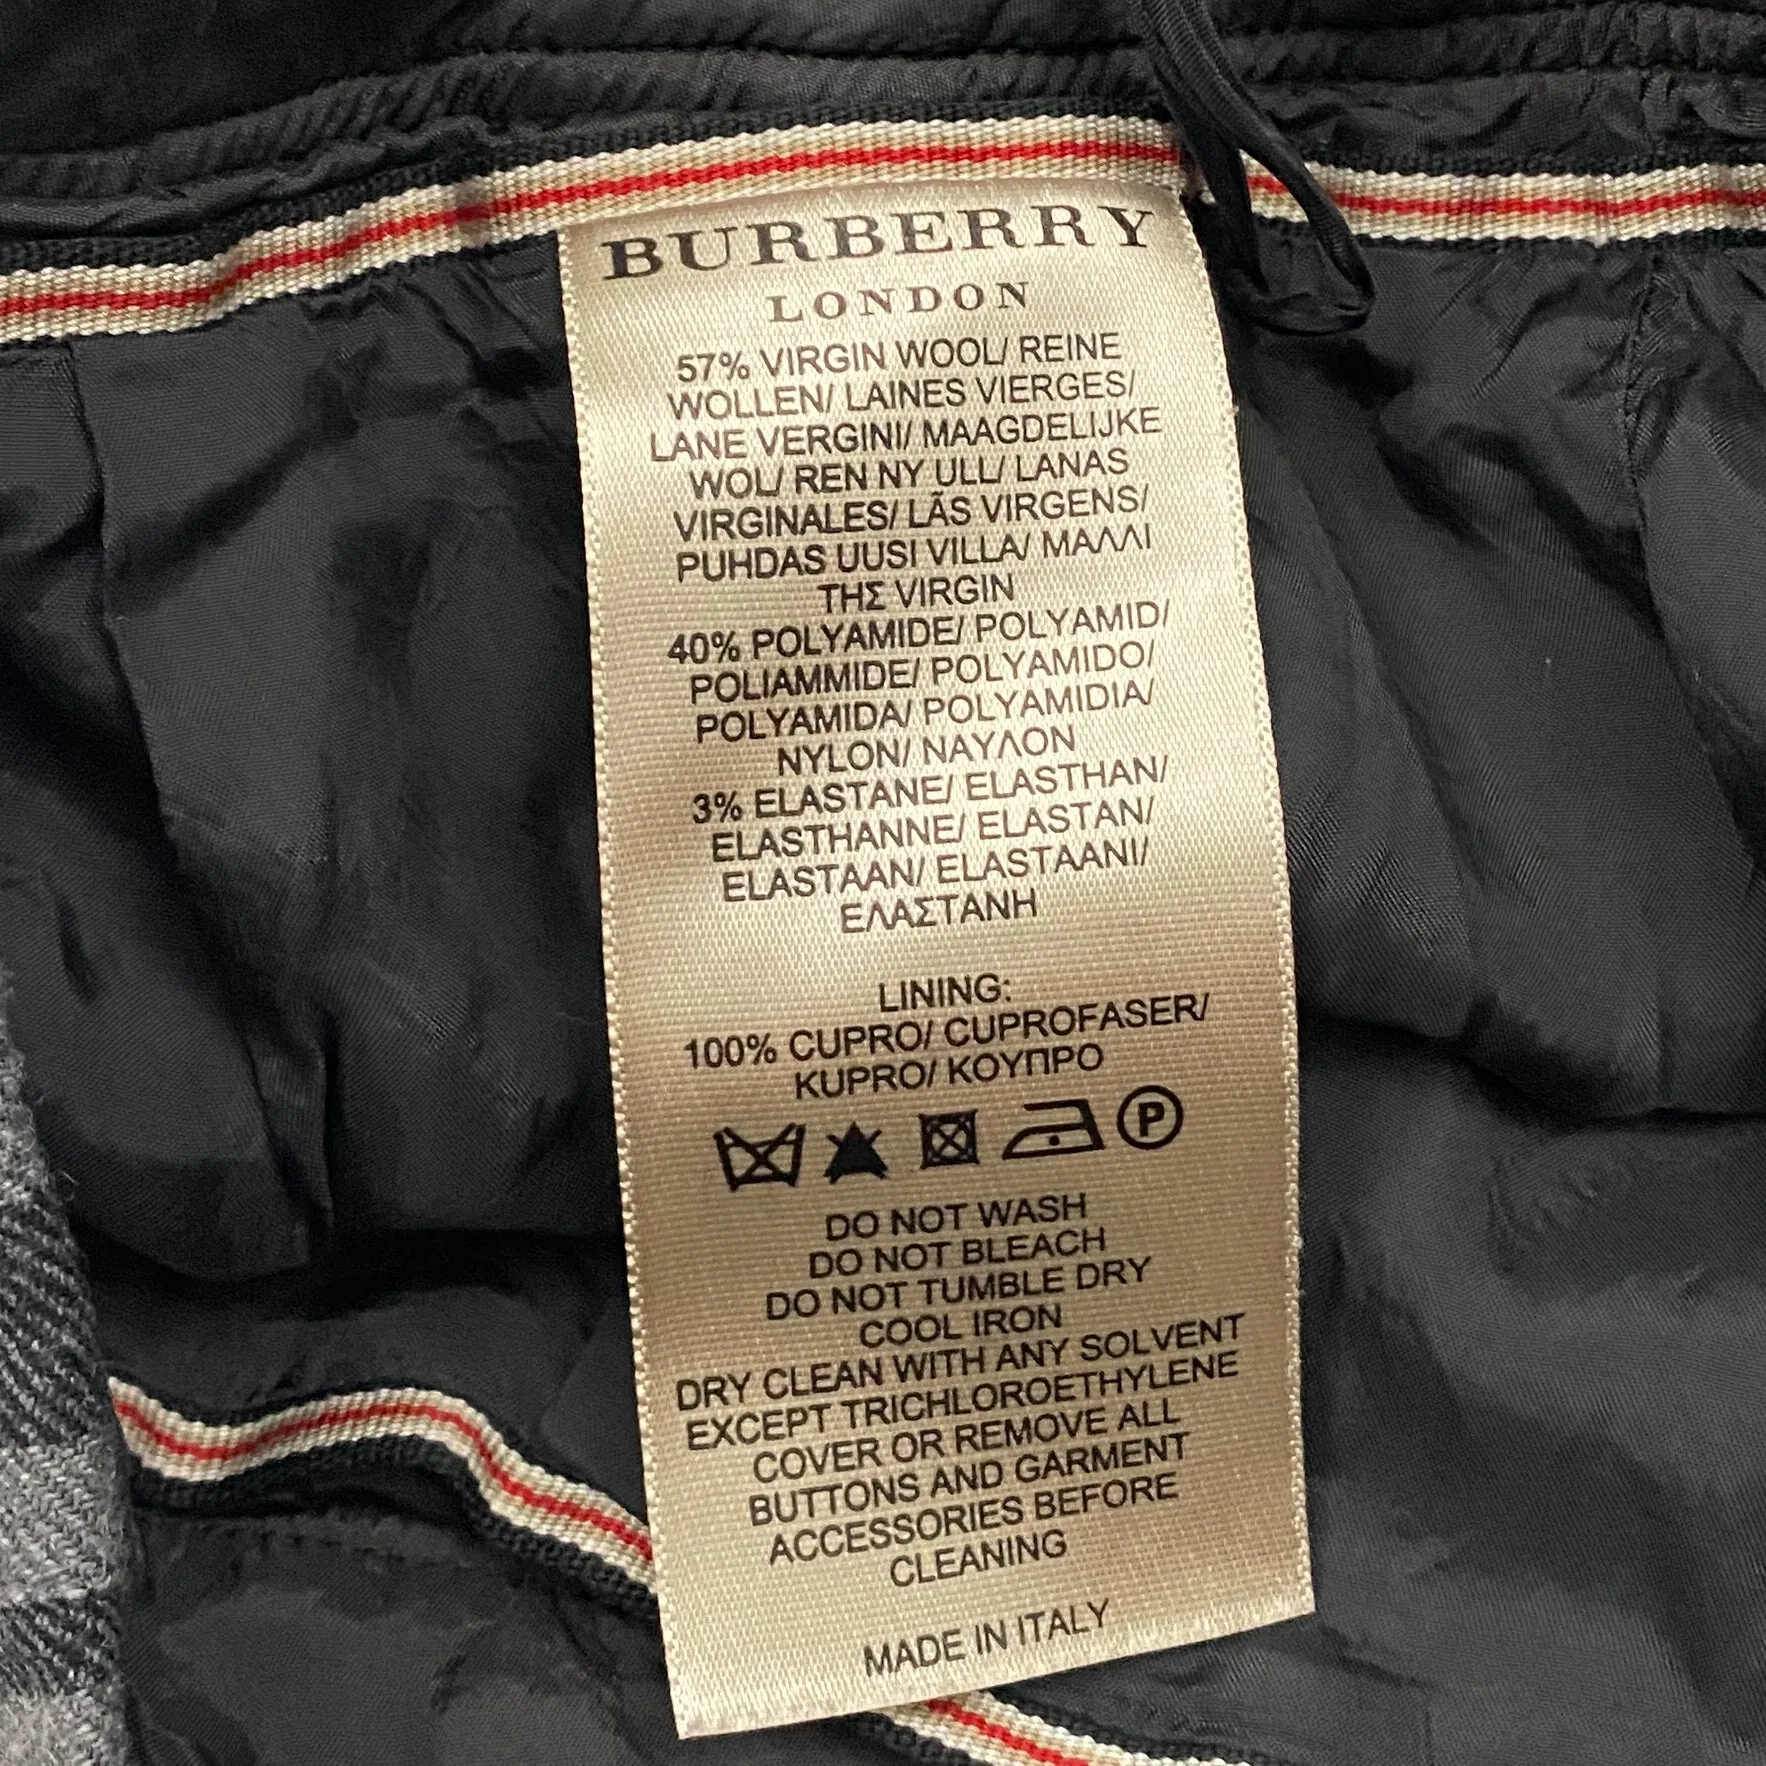 BURBERRY
LONDON
57% VIRGIN WOOL/ REINE
WOLLEN/ LAINES VIERGES/
LANE VERGINI/ MAAGDELIJKE
WOL/ REN NY ULL/ LANAS
VIRGINALES/ LÃS VIRGENS/
PUHDAS UUSI VILLA/ ΜΑΛΛΙ
ΤΗΣ VIRGIN
40% POLYAMIDE/ POLYAMID/
POLIAMMIDE/ POLYAMIDO/
POLYAMIDA/ POLYAMIDIA/
NYLON/ ΝΑΥΛΟΝ
3% ELASTANE/ ELASTHAN/
ELASTHANNE/ ELASTAN/
ELASTAAN/ ELASTAANI/
ΕΛΑΣΤΑΝΗ
LINING:
100% CUPRO/ CUPROFASER/
KUPRO/ ΚΟΥΠΡΟ
P
DO NOT WASH
DO NOT BLEACH
DO NOT TUMBLE DRY
COOL IRON
DRY CLEAN WITH ANY SOLVENT
EXCEPT TRICHLOROETHYLENE
COVER OR REMOVE ALL
BUTTONS AND GARMENT
ACCESSORIES BEFORE
CLEANING
MADE IN ITALY